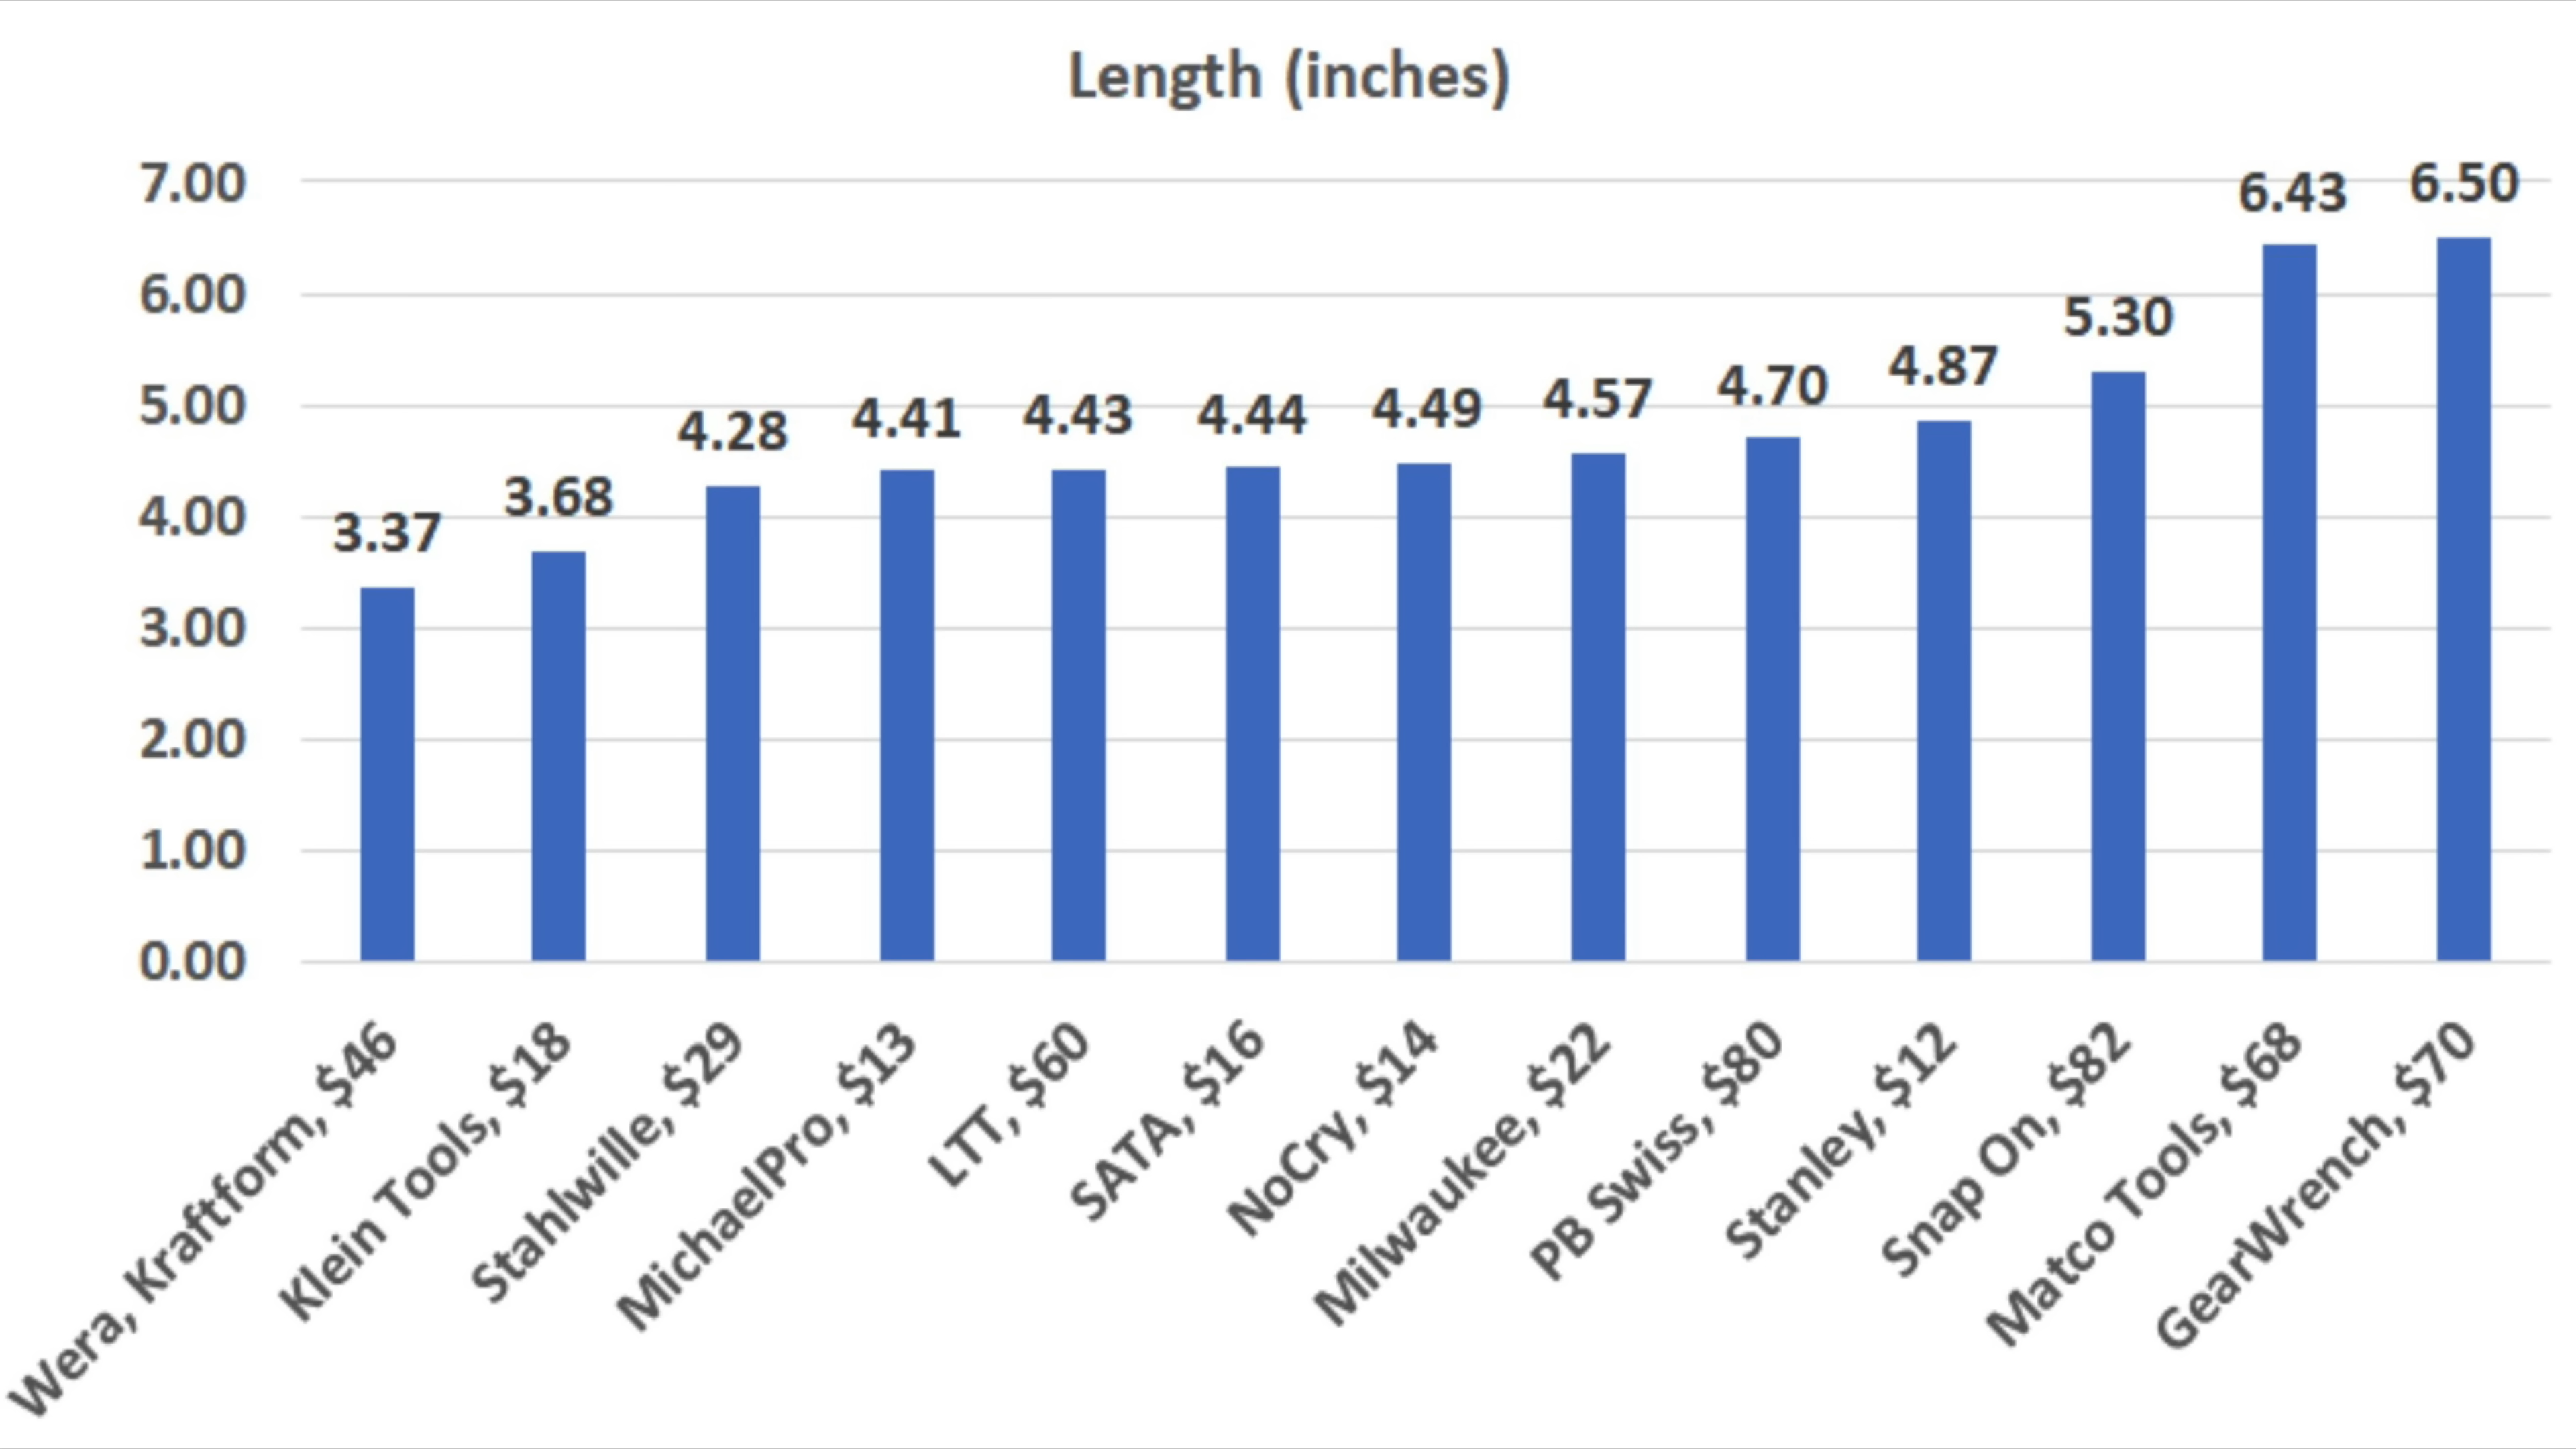 Length (inches)
7.00
6.00
5.00
4.00
3.00
2.00
1.00
0.00
3.37
3.68
4.28
4.41
4.43
4.44
4.49
4.57
4.70
4.87
5.30
6.43
6.50
Wera, Kraftform, $46
Klein Tools, $18
Stahlwille, $29
MichaelPro, $13
LTT, $60
SATA, $16
NoCry, $14
Milwaukee, $22
PB Swiss, $80
Stanley, $12
Snap On, $82
Matco Tools, $68
GearWrench, $70